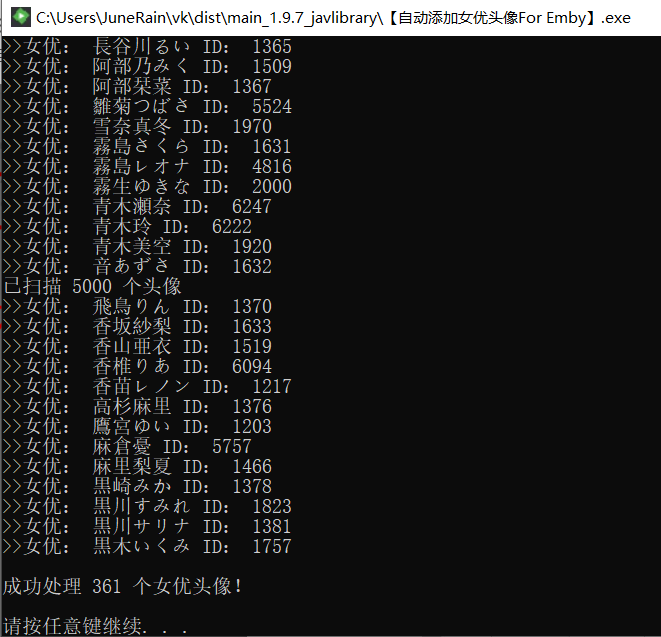 C:\Users\JuneRain\vk\dist\main_1.9.7_javlibrary\【自动添加女优头像For Emby】.exe
>>女优： 長谷川るい ID： 1365
>>女优： 阿部乃みく ID： 1509
>>女优： 阿部栞菜 ID： 1367
>>女优： 雛菊つばさ ID： 5524
>>女优： 雪奈真冬 ID： 1970
>>女优： 霧島さくら ID： 1631
>>女优： 霧島レオナ ID： 4816
>>女优： 霧生ゆきな ID： 2000
>>女优： 青木瀬奈 ID： 6247
>>女优： 青木玲 ID： 6222
>>女优： 青木美空 ID： 1920
>>女优： 音あずさ ID： 1632
已扫描 5000 个头像
>>女优： 飛鳥りん ID： 1370
>>女优： 香坂紗梨 ID： 1633
>>女优： 香山亜衣 ID： 1519
>>女优： 香椎りあ ID： 6094
>>女优： 香苗レノン ID： 1217
>>女优： 高杉麻里 ID： 1376
>>女优： 鷹宮ゆい ID： 1203
>>女优： 麻倉憂 ID： 5757
>>女优： 麻里梨夏 ID： 1466
>>女优： 黒崎みか ID： 1378
>>女优： 黒川すみれ ID： 1823
>>女优： 黒川サリナ ID： 1381
>>女优： 黒木いくみ ID： 1757
成功处理 361 个女优头像！
请按任意键继续. . .